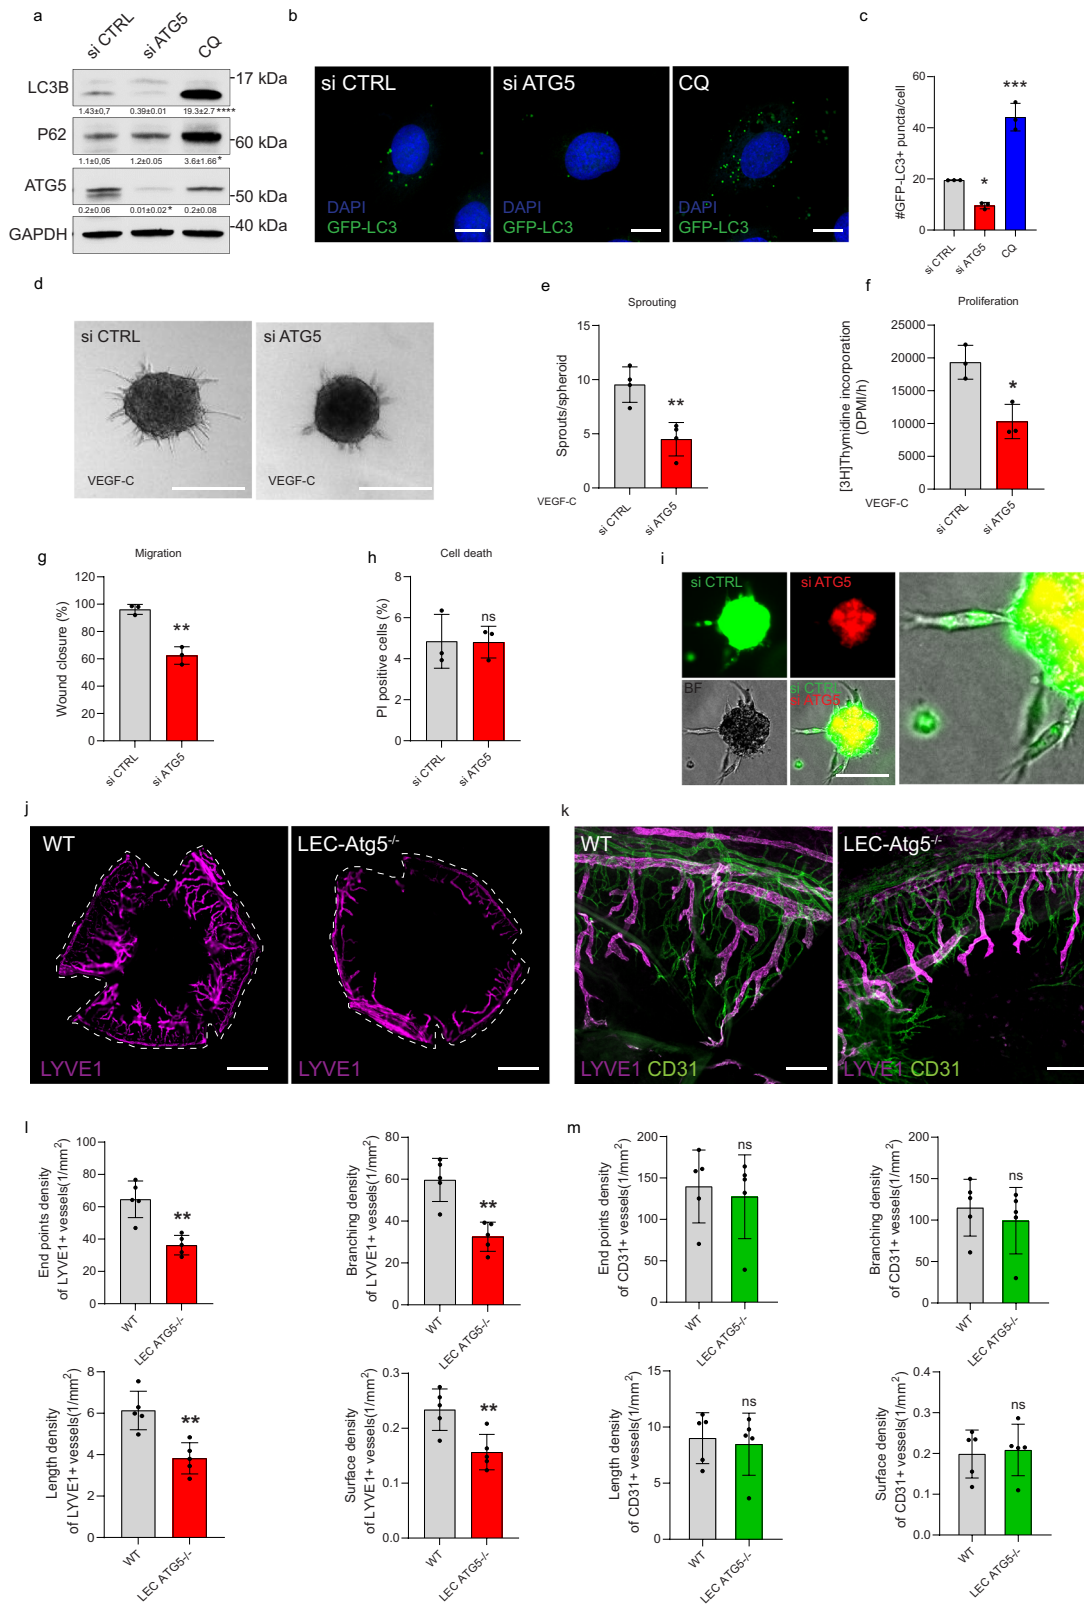 a
si CTRL
si ATG5
CQ
LC3B
17 kDa
1.43±0,7
0.39±0.01
19.3±2.7 ****
P62
60 kDa
1.1±0,05
1.2±0.05
3.6±1.66 *
ATG5
50 kDa
0.2±0.06
0.01±0.02 *
0.2±0.08
GAPDH
40 kDa
b
si CTRL
si ATG5
CQ
DAPI
GFP-LC3
DAPI
GFP-LC3
DAPI
GFP-LC3
c
#GFP-LC3+ puncta/cell
60
40
20
0
*
***
si CTRL
si ATG5
CQ
d
si CTRL
si ATG5
VEGF-C
VEGF-C
e
Sprouting
Sprouts/spheroid
15
10
5
0
**
VEGF-C
si CTRL
si ATG5
f
Proliferation
[3H]Thymidine incorporation
(DPMI/h)
25000
20000
15000
10000
5000
0
*
VEGF-C
si CTRL
si ATG5
g
Migration
Wound closure (%)
120
100
80
60
40
20
0
**
si CTRL
si ATG5
h
Cell death
PI positive cells (%)
8
6
4
2
0
ns
si CTRL
si ATG5
i
si CTRL
si ATG5
BF
si CTRL
si ATG5
j
WT
LEC-Atg5-/-
LYVE1
LYVE1
k
WT
LEC-Atg5-/-
LYVE1 CD31
LYVE1 CD31
l
End points density
of LYVE1+ vessels(1/mm2)
100
80
60
40
20
0
**
WT
LEC ATG5-/-
Branching density
of LYVE1+ vessels(1/mm2)
80
60
40
20
0
**
WT
LEC ATG5-/-
Length density
of LYVE1+ vessels(1/mm2)
8
6
4
2
0
**
WT
LEC ATG5-/-
Surface density
of LYVE1+ vessels(1/mm2)
0.3
0.2
0.1
0.0
**
WT
LEC ATG5-/-
m
End points density
of CD31+ vessels(1/mm2)
200
150
100
50
0
ns
WT
LEC ATG5-/-
Branching density
of CD31+ vessels(1/mm2)
200
150
100
50
0
ns
WT
LEC ATG5-/-
Length density
of CD31+ vessels(1/mm2)
10
5
0
ns
WT
LEC ATG5-/-
Surface density
of CD31+ vessels(1/mm2)
0.4
0.3
0.2
0.1
0.0
ns
WT
LEC ATG5-/-